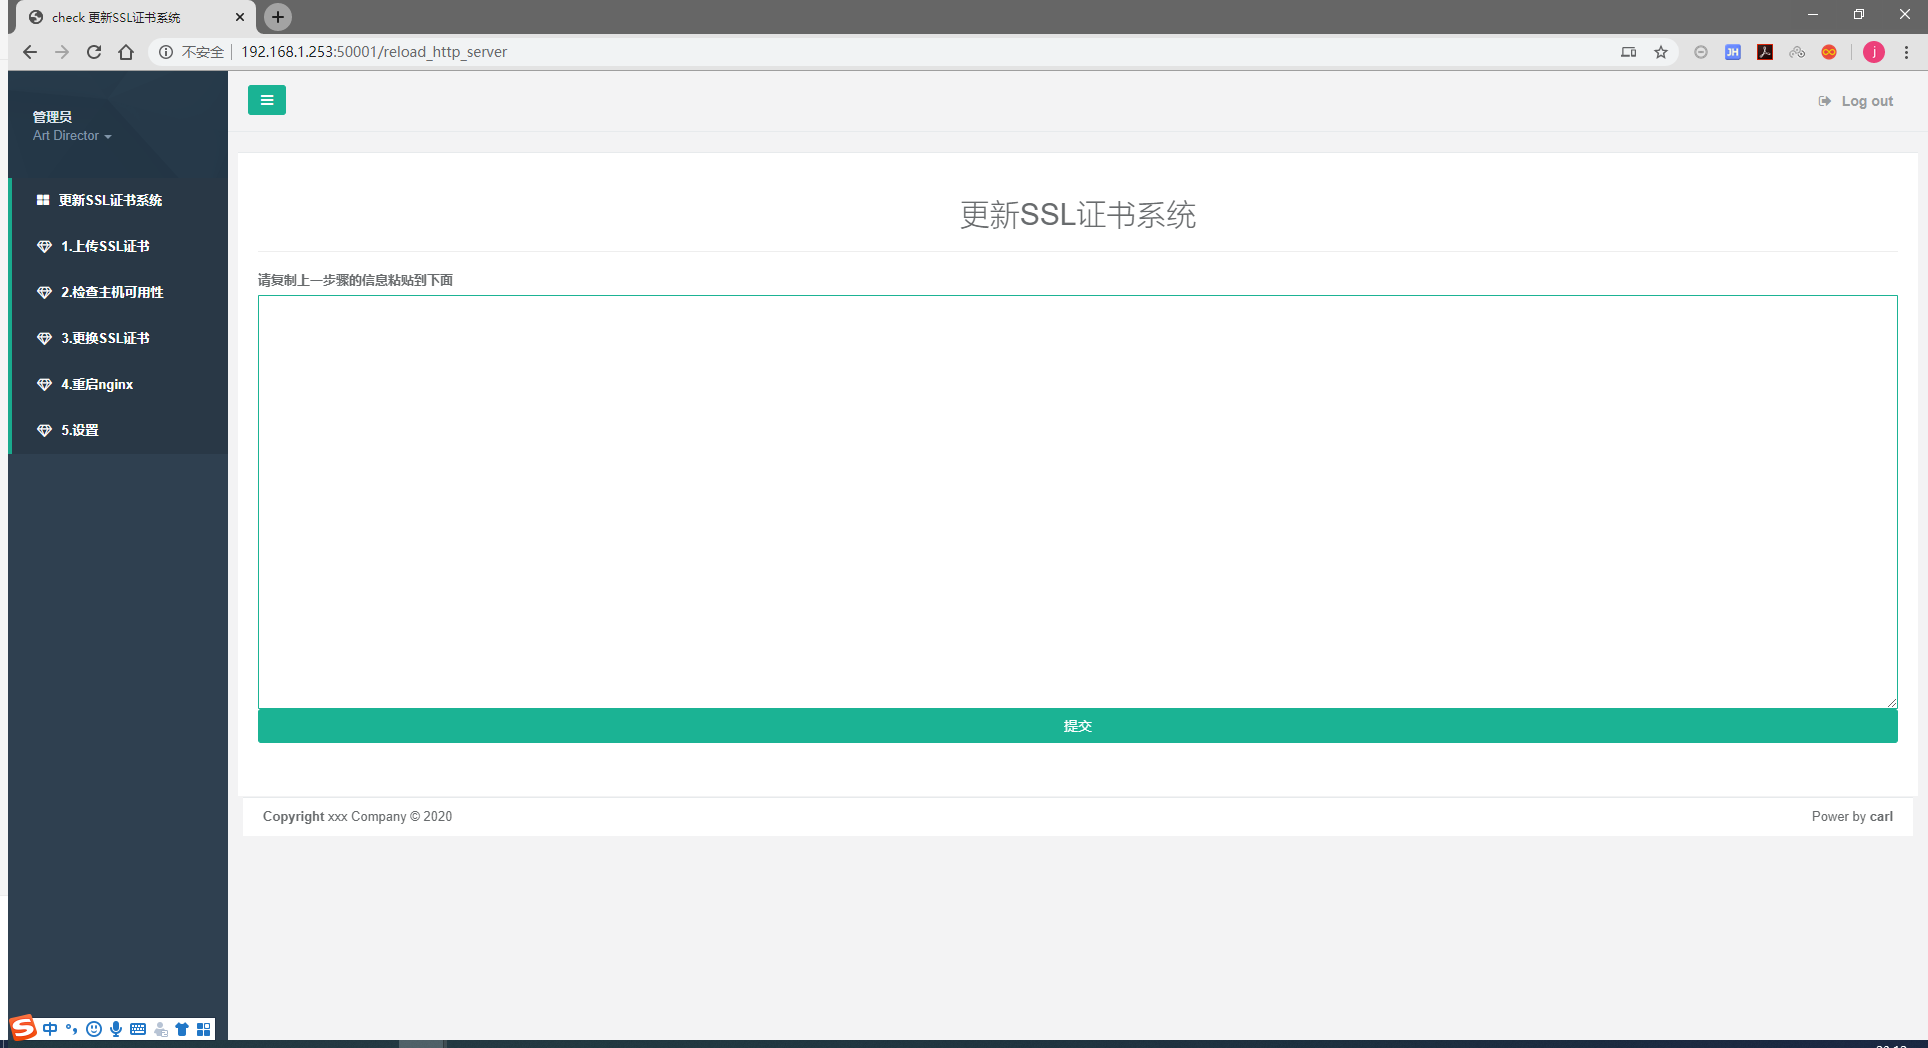 check 更新SSL证书系统
不安全 192.168.1.253:50001/reload_http_server
JH
j
管理员
Art Director
Log out
更新SSL证书系统
1.上传SSL证书
2.检查主机可用性
3.更换SSL证书
4.重启nginx
5.设置
更新SSL证书系统
请复制上一步骤的信息粘贴到下面
提交
Copyright xxx Company © 2020
Power by carl
S 中